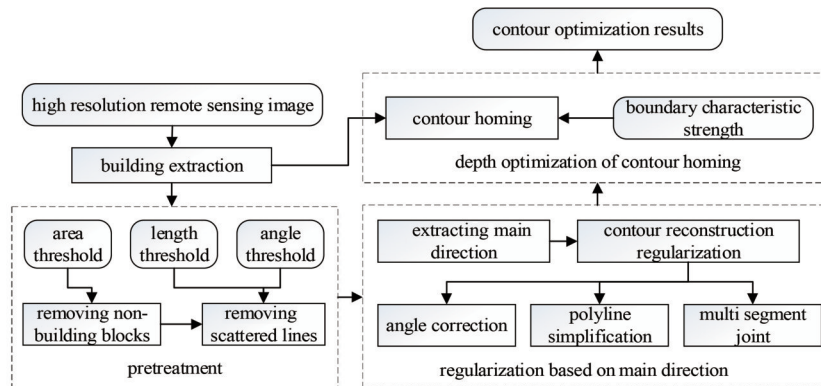 contour optimization results
high resolution remote sensing image
building extraction
contour homing
boundary characteristic
strength
depth optimization of contour homing
area
threshold
length
threshold
angle
threshold
removing non-
building blocks
removing
scattered lines
pretreatment
extracting main
direction
contour reconstruction
regularization
angle correction
polyline
simplification
multi segment
joint
regularization based on main direction